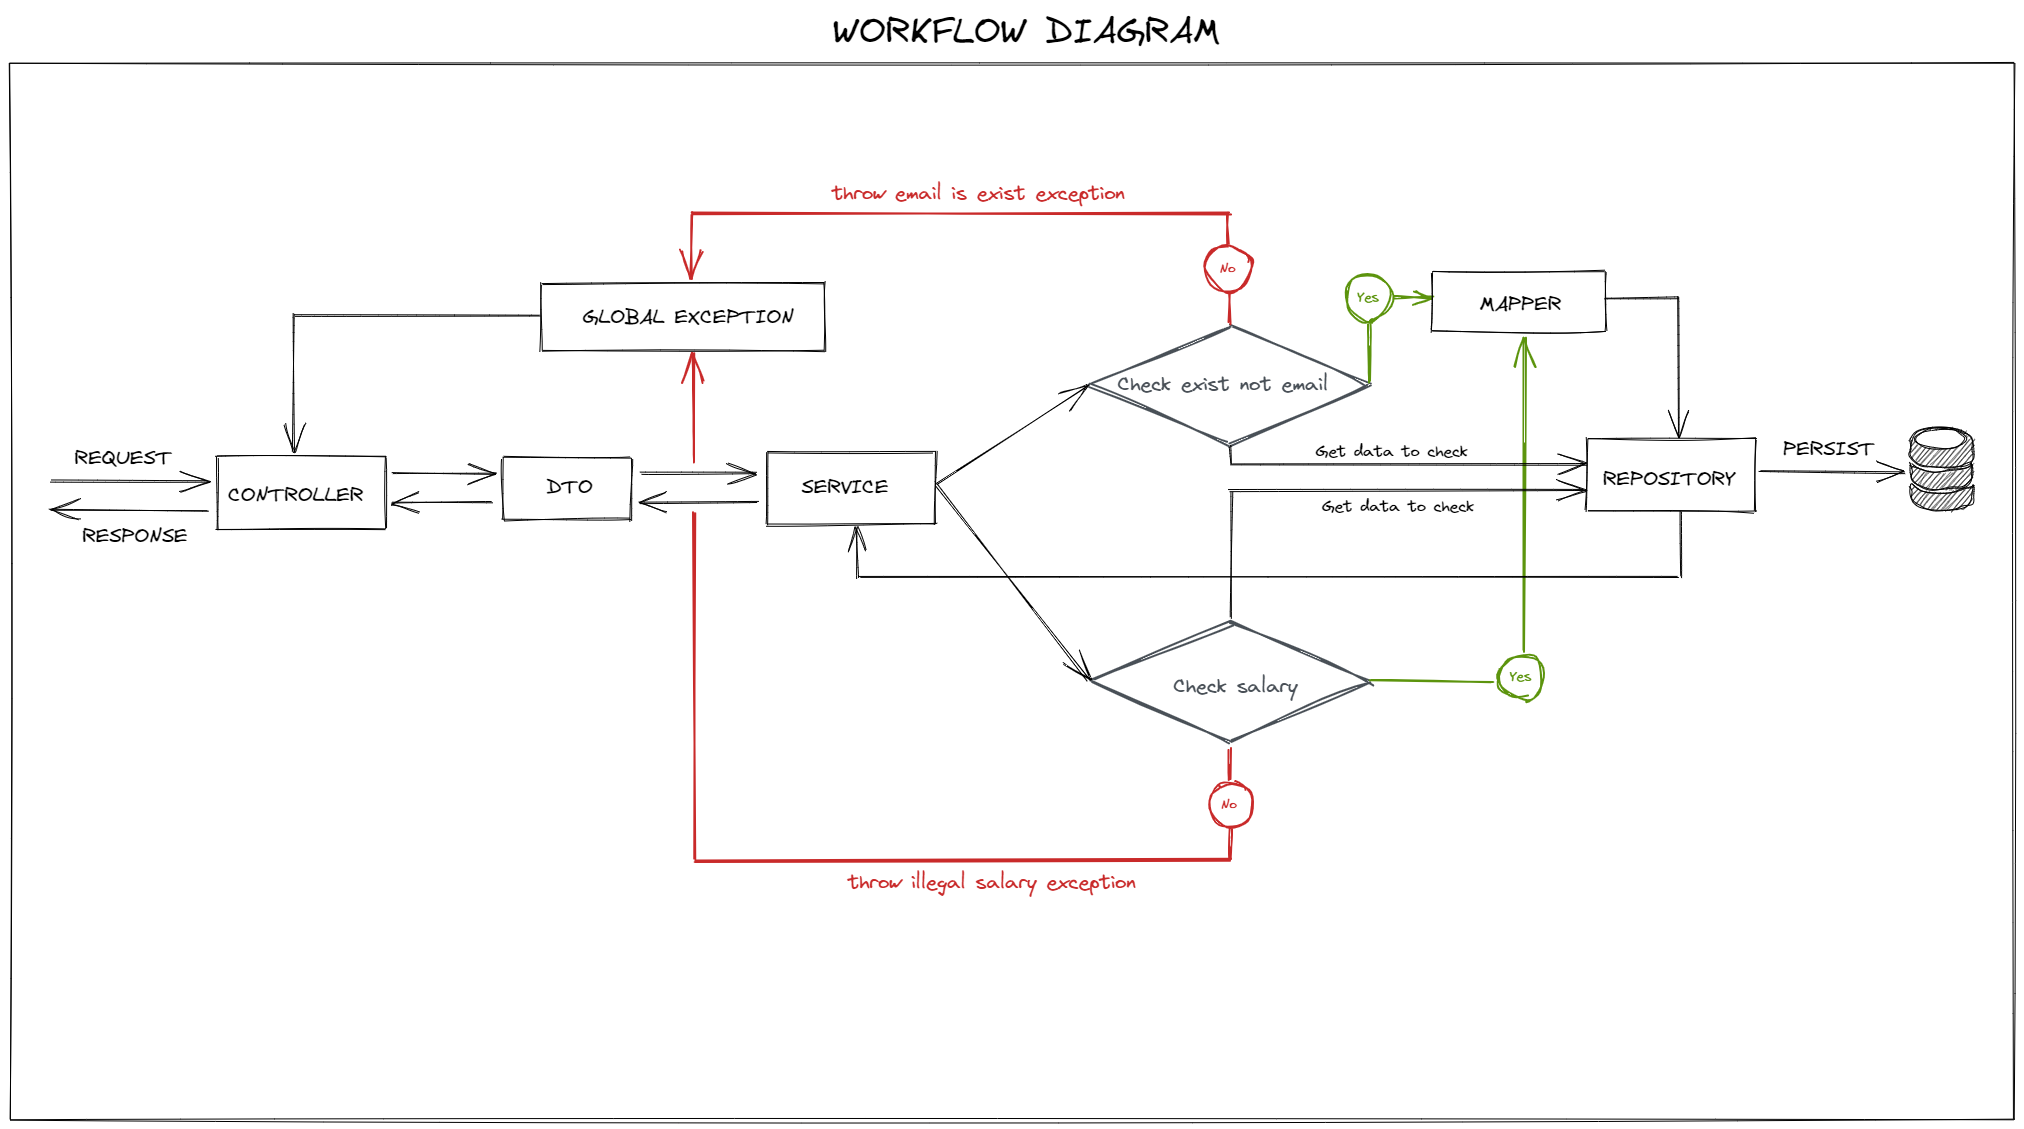 WORKFLOW DIAGRAM
throw email is exist exception
No
Yes
MAPPER
GLOBAL EXCEPTION
Check exist not email
REQUEST
CONTROLLER
RESPONSE
DTO
SERVICE
Get data to check
Get data to check
REPOSITORY
PERSIST
Check salary
Yes
No
throw illegal salary exception